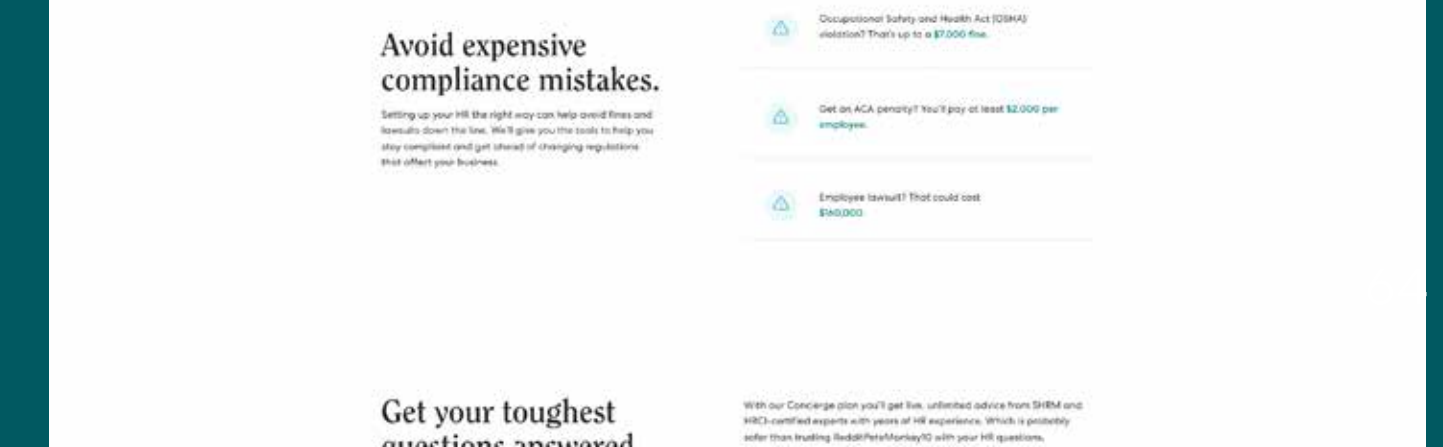 Avoid expensive
compliance mistakes.
Setting up your HR the right way can help avoid fines and
lawsuits down the line. We'll give you the tools to help you
stay compliant and get ahead of changing regulations
that affect your business.
Occupational Safety and Health Act (OSHA)
violation? That's up to a $7,000 fine.
Get an ACA penalty? You'll pay at least $2,000 per
employee.
Employee lawsuit? That could cost
$160,000.
Get your toughest
questions answered
With our Concierge plan you'll get live, unlimited advice from SHRM and
HRCI-certified experts with years of HR experience. Which is probably
safer than trusting RedditPeteMonkey10 with your HR questions.